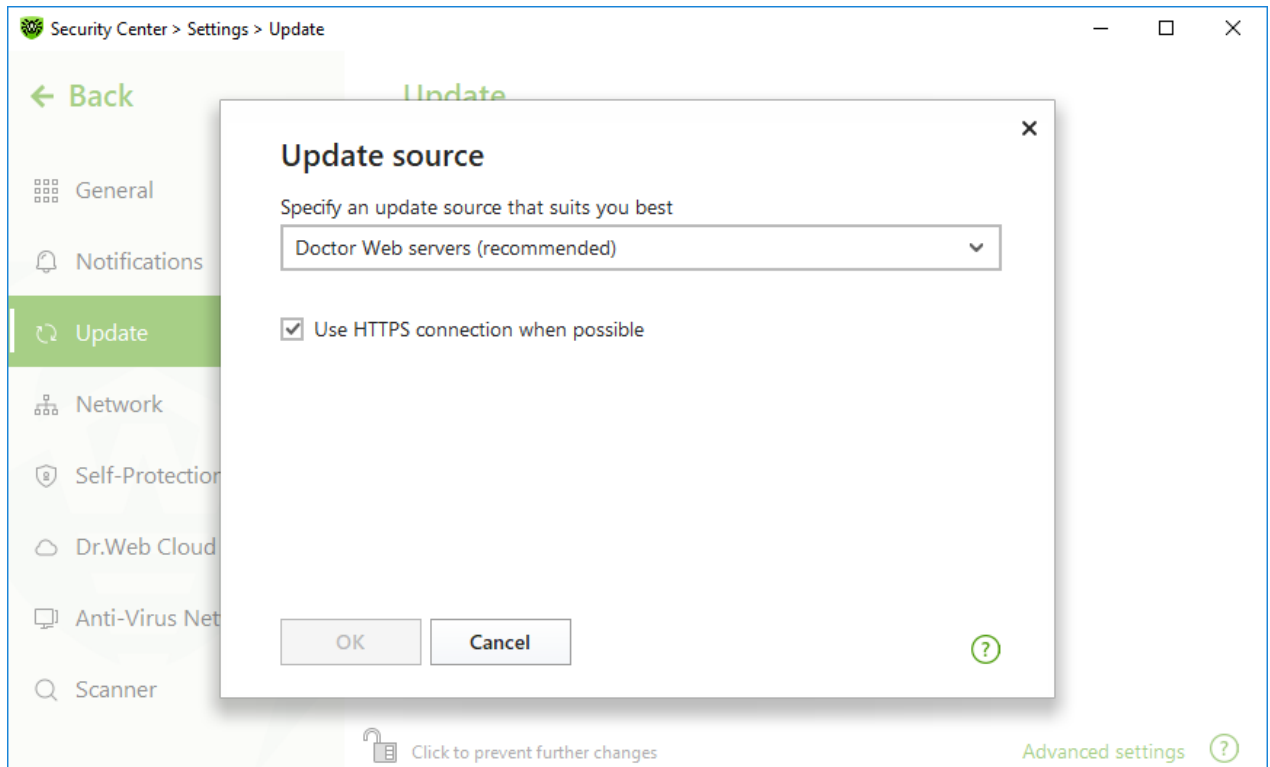 Security Center > Settings > Update
Back
Update
Update source
Specify an update source that suits you best
Doctor Web servers (recommended)
Use HTTPS connection when possible
OK
Cancel
?
General
Notifications
Update
Network
Self-Protection
Dr.Web Cloud
Anti-Virus Net
Scanner
Click to prevent further changes
Advanced settings
?